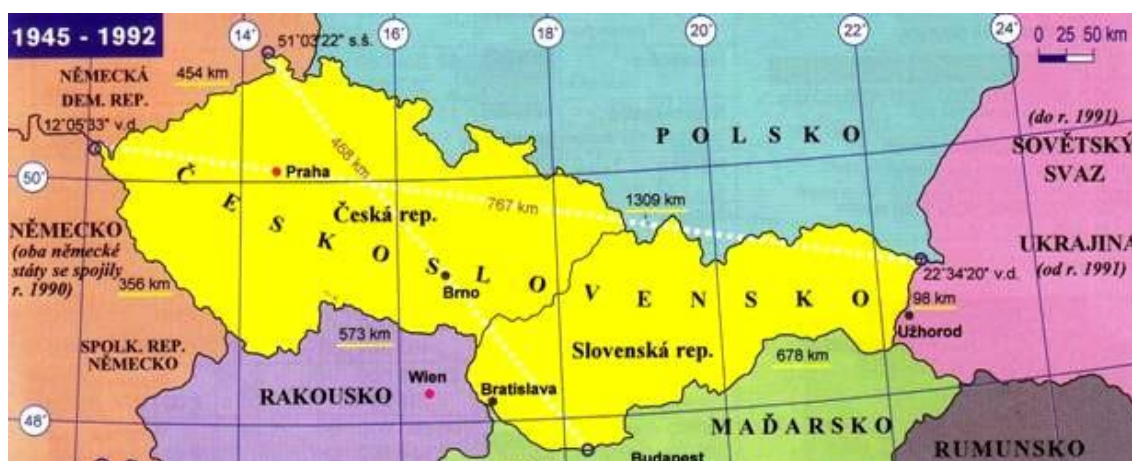 1945 - 1992
14°
16°
18°
20°
22°
24°
0 25 50 km
51°03'22" s.š.
454 km
NĚMECKÁ
DEM. REP.
12°05'33" v.d.
POLSKO
(do r. 1991)
SOVĚTSKÝ
SVAZ
468 km
50°
Praha
767 km
1309 km
ČESKOSLOVENSKO
Česká rep.
NĚMECKO
(oba německé
státy se spojily
r. 1990)
UKRAJINA
(od r. 1991)
22°34'20" v.d.
356 km
Brno
98 km
Užhorod
573 km
SPOLK. REP.
NĚMECKO
Slovenská rep.
678 km
Wien
RAKOUSKO
Bratislava
48°
MAĎARSKO
Budapest
RUMUNSKO